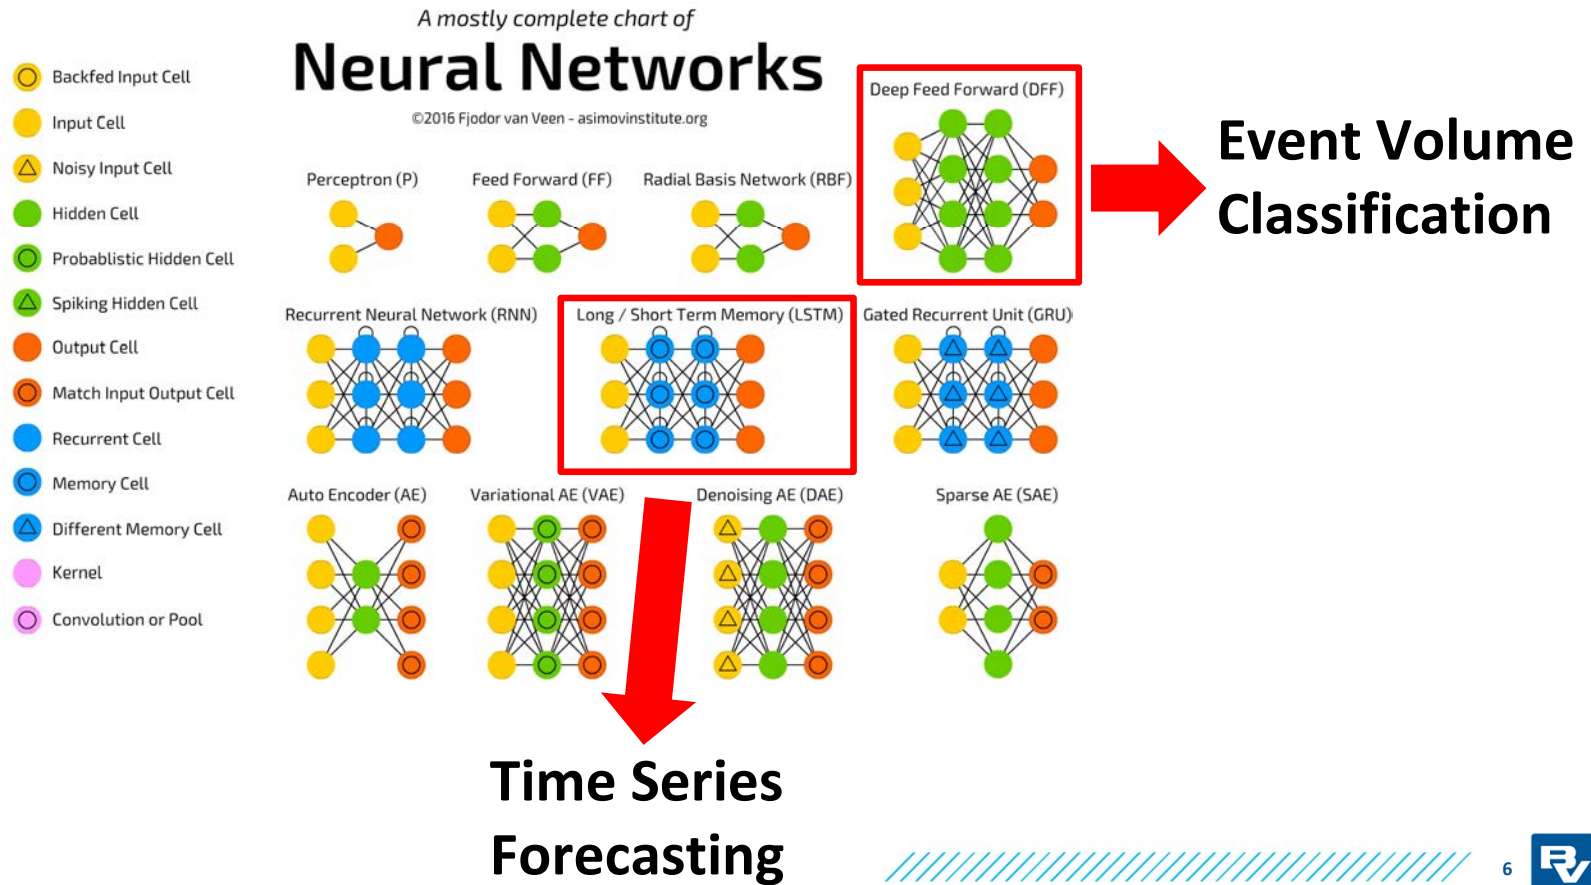 A mostly complete chart of
Neural Networks
©2016 Fjodor van Veen - asimovinstitute.org
Backfed Input Cell
Input Cell
Noisy Input Cell
Hidden Cell
Probablistic Hidden Cell
Spiking Hidden Cell
Output Cell
Match Input Output Cell
Recurrent Cell
Memory Cell
Different Memory Cell
Kernel
Convolution or Pool
Perceptron (P)
Feed Forward (FF)
Radial Basis Network (RBF)
Deep Feed Forward (DFF)
Event Volume
Classification
Recurrent Neural Network (RNN)
Long / Short Term Memory (LSTM)
Gated Recurrent Unit (GRU)
Auto Encoder (AE)
Variational AE (VAE)
Denoising AE (DAE)
Sparse AE (SAE)
Time Series
Forecasting
6
RV